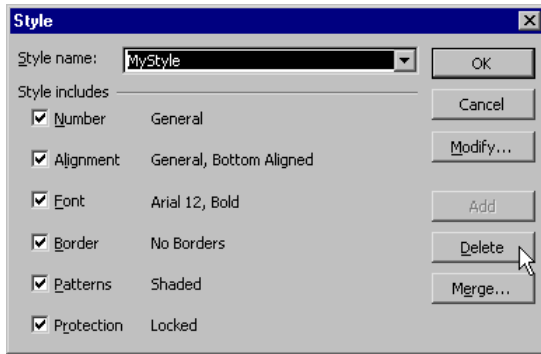 Style
Style name: MyStyle
OK
Style includes
Cancel
Number General
Modify...
Alignment General, Bottom Aligned
Font Arial 12, Bold
Add
Border No Borders
Delete
Patterns Shaded
Merge...
Protection Locked